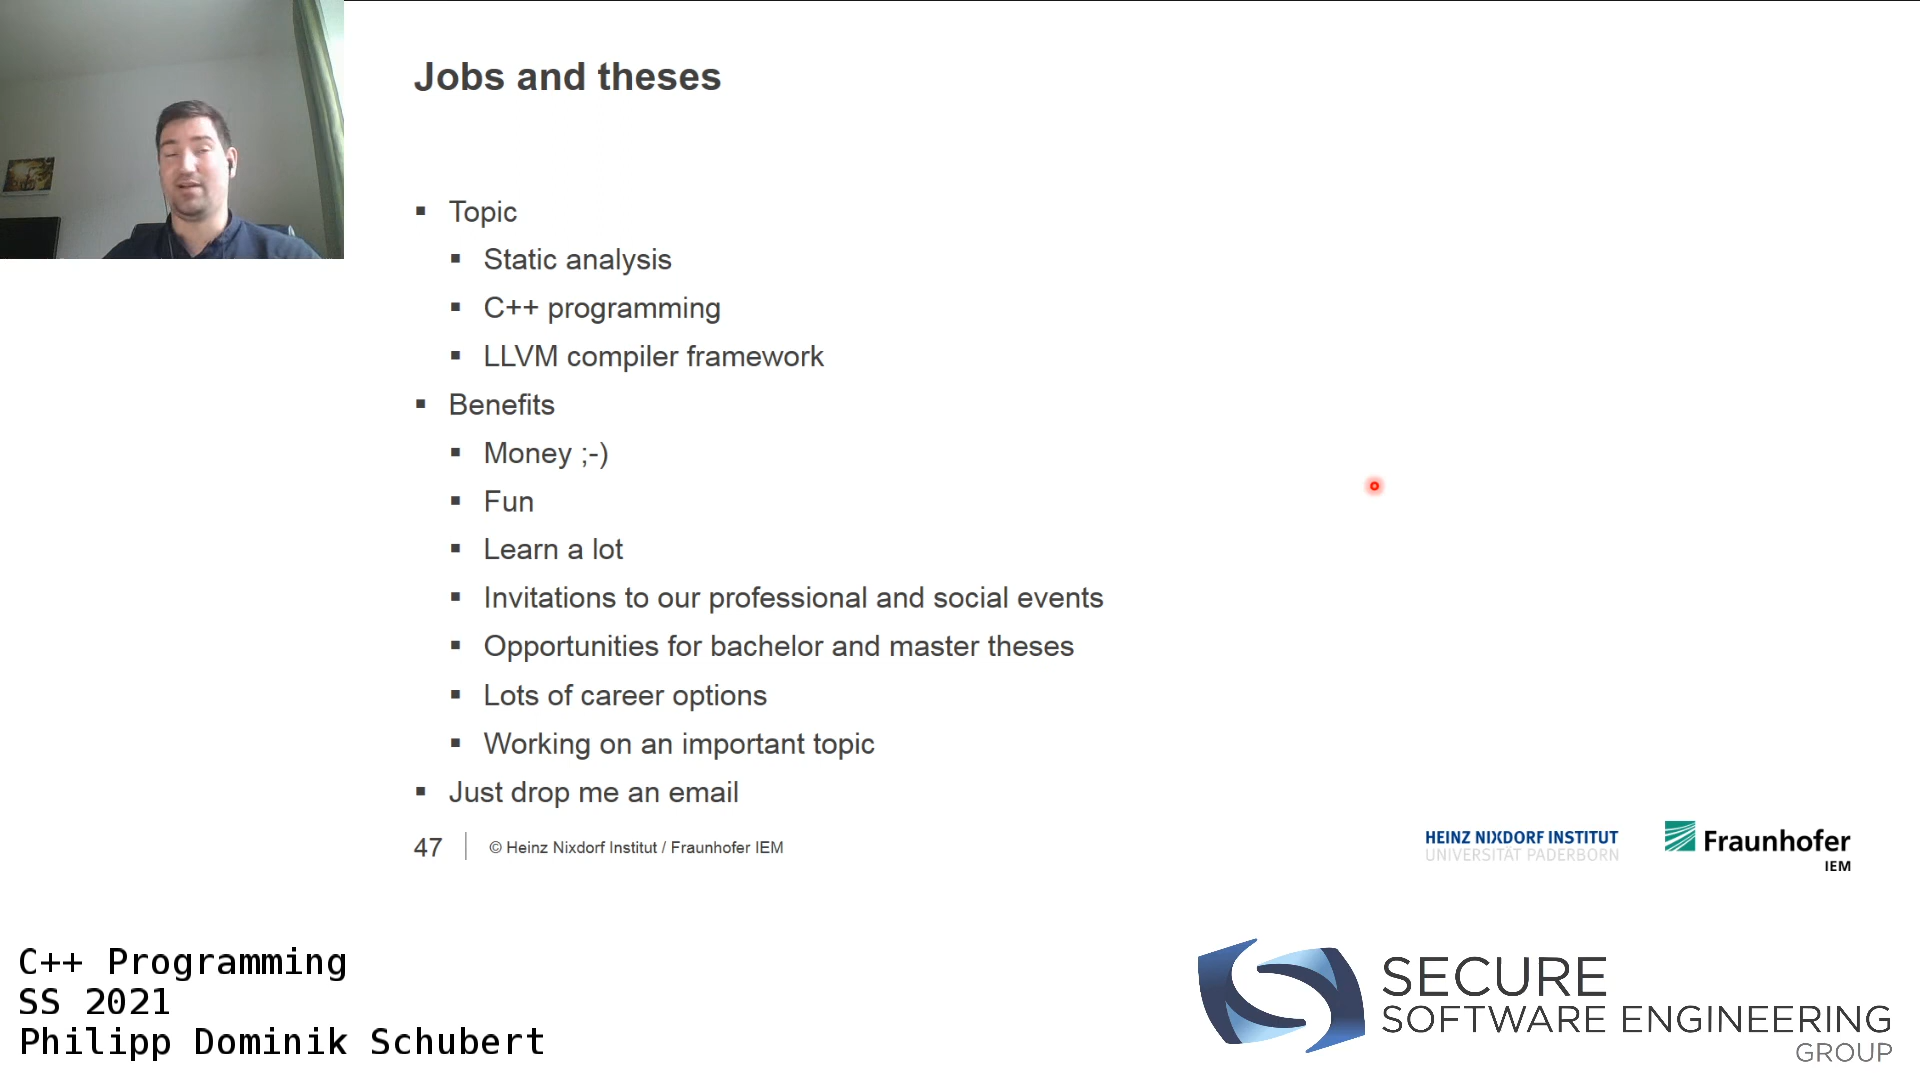 Jobs and theses
▪ Topic
▪ Static analysis
▪ C++ programming
▪ LLVM compiler framework
▪ Benefits
▪ Money ;-)
▪ Fun
▪ Learn a lot
▪ Invitations to our professional and social events
▪ Opportunities for bachelor and master theses
▪ Lots of career options
▪ Working on an important topic
▪ Just drop me an email
47 | © Heinz Nixdorf Institut / Fraunhofer IEM
HEINZ NIXDORF INSTITUT
UNIVERSITÄT PADERBORN
Fraunhofer
IEM
C++ Programming
SS 2021
Philipp Dominik Schubert
SECURE
SOFTWARE ENGINEERING
GROUP